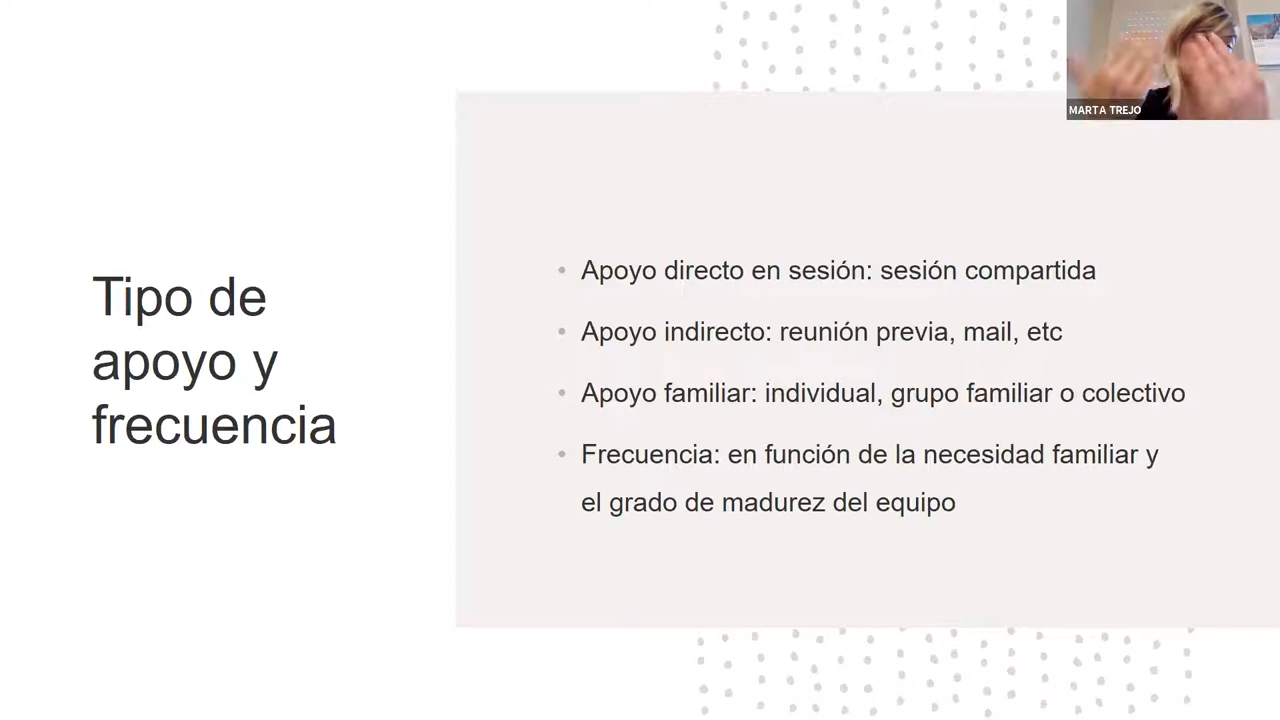 MARTA TREJO
Tipo de
apoyo y
frecuencia
• Apoyo directo en sesión: sesión compartida
• Apoyo indirecto: reunión previa, mail, etc
• Apoyo familiar: individual, grupo familiar o colectivo
• Frecuencia: en función de la necesidad familiar y
el grado de madurez del equipo